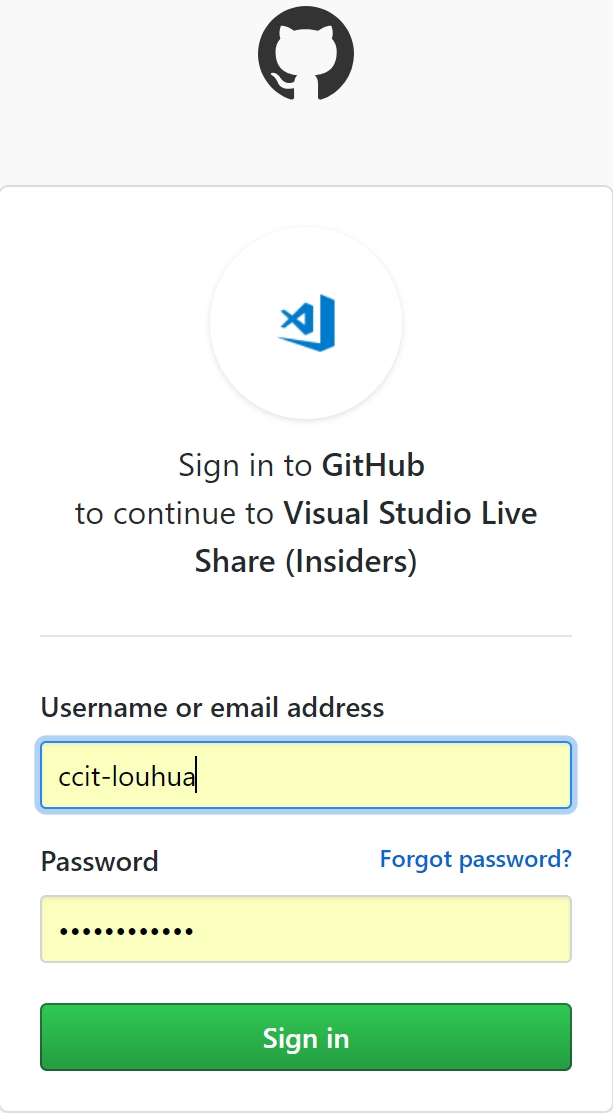 Sign in to GitHub
to continue to Visual Studio Live
Share (Insiders)
Username or email address
ccit-louhua
Password Forgot password?
••••••••••••
Sign in